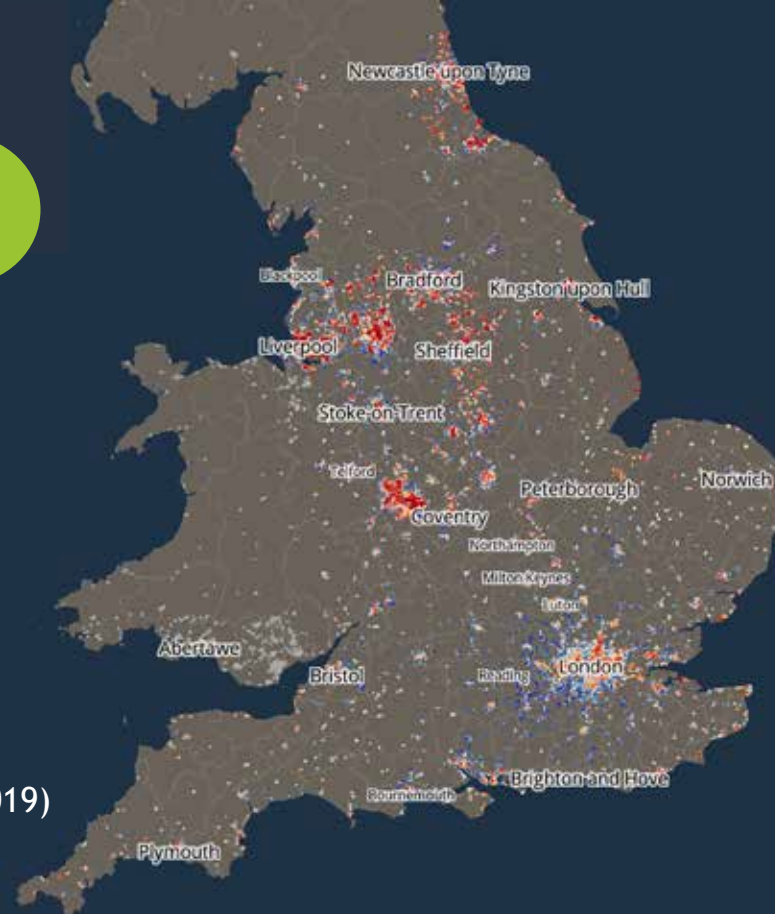 Newcastle upon Tyne
Blackpool
Bradford
Kingston upon Hull
Liverpool
Sheffield
Stoke-on-Trent
Telford
Peterborough
Norwich
Coventry
Northampton
Milton Keynes
Luton
Abertawe
Bristol
Reading
London
Brighton and Hove
Bournemouth
019)
Plymouth